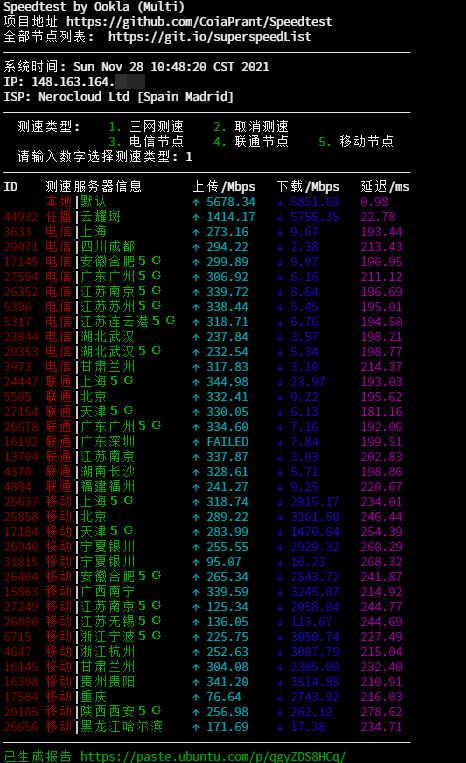 Speedtest by Ookla (Multi)
项目地址 https://github.com/CoiaPrant/Speedtest
全部节点列表: https://git.io/superspeedList
系统时间: Sun Nov 28 10:48:20 CST 2021
IP: 148.163.164.
ISP: Nerocloud Ltd [Spain Madrid]
测速类型: 1. 三网测速 2. 取消测速
3. 电信节点 4. 联通节点 5. 移动节点
请输入数字选择测速类型: 1
ID 测速服务器信息 上传/Mbps 下载/Mbps 延迟/ms
本地|默认 ↑ 5678.34 ↓ 5851.03 0.98
44932 任播|云耀斑 ↑ 1414.17 ↓ 5755.35 22.78
3633 电信|上海 ↑ 273.16 ↓ 9.67 193.44
29071 电信|四川成都 ↑ 294.22 ↓ 2.38 213.43
17145 电信|安徽合肥5G ↑ 299.89 ↓ 9.97 196.95
27594 电信|广东广州5G ↑ 306.92 ↓ 6.16 211.12
26352 电信|江苏南京5G ↑ 339.72 ↓ 8.64 196.69
5396 电信|江苏苏州5G ↑ 338.44 ↓ 5.45 195.01
5317 电信|江苏连云港5G ↑ 318.71 ↓ 6.76 194.50
23844 电信|湖北武汉 ↑ 237.84 ↓ 3.57 198.21
29353 电信|湖北武汉5G ↑ 232.54 ↓ 5.34 198.77
3973 电信|甘肃兰州 ↑ 317.83 ↓ 3.10 214.37
24447 联通|上海5G ↑ 344.98 ↓ 23.97 193.03
5505 联通|北京 ↑ 332.41 ↓ 9.22 195.62
27154 联通|天津5G ↑ 330.05 ↓ 6.13 181.16
26678 联通|广东广州5G ↑ 334.60 ↓ 7.16 192.06
16192 联通|广东深圳 ↑ FAILED ↓ 7.84 199.51
13704 联通|江苏南京 ↑ 337.87 ↓ 3.93 202.83
4870 联通|湖南长沙 ↑ 328.61 ↓ 5.71 198.86
4884 联通|福建福州 ↑ 241.27 ↓ 9.25 220.67
25637 移动|上海5G ↑ 318.74 ↓ 2915.17 234.01
25858 移动|北京 ↑ 289.22 ↓ 3261.60 246.44
17184 移动|天津5G ↑ 283.99 ↓ 1470.64 254.39
26940 移动|宁夏银川 ↑ 255.55 ↓ 2929.32 260.29
31815 移动|宁夏银川 ↑ 95.07 ↓ 16.23 268.32
26404 移动|安徽合肥5G ↑ 265.34 ↓ 2543.72 241.87
15863 移动|广西南宁 ↑ 339.59 ↓ 3245.07 214.92
27249 移动|江苏南京5G ↑ 125.34 ↓ 2058.04 244.77
26850 移动|江苏无锡5G ↑ 136.05 ↓ 113.67 244.69
6715 移动|浙江宁波5G ↑ 225.75 ↓ 3050.74 227.49
4647 移动|浙江杭州 ↑ 252.63 ↓ 3007.79 215.04
16145 移动|甘肃兰州 ↑ 304.08 ↓ 2385.09 232.40
16398 移动|贵州贵阳 ↑ 341.20 ↓ 3514.95 210.91
17584 移动|重庆 ↑ 76.64 ↓ 2743.92 216.03
29105 移动|陕西西安5G ↑ 256.98 ↓ 262.19 278.62
26656 移动|黑龙江哈尔滨 ↑ 171.69 ↓ 17.38 234.71
已生成报告 https://paste.ubuntu.com/p/qgyZDS8HCq/